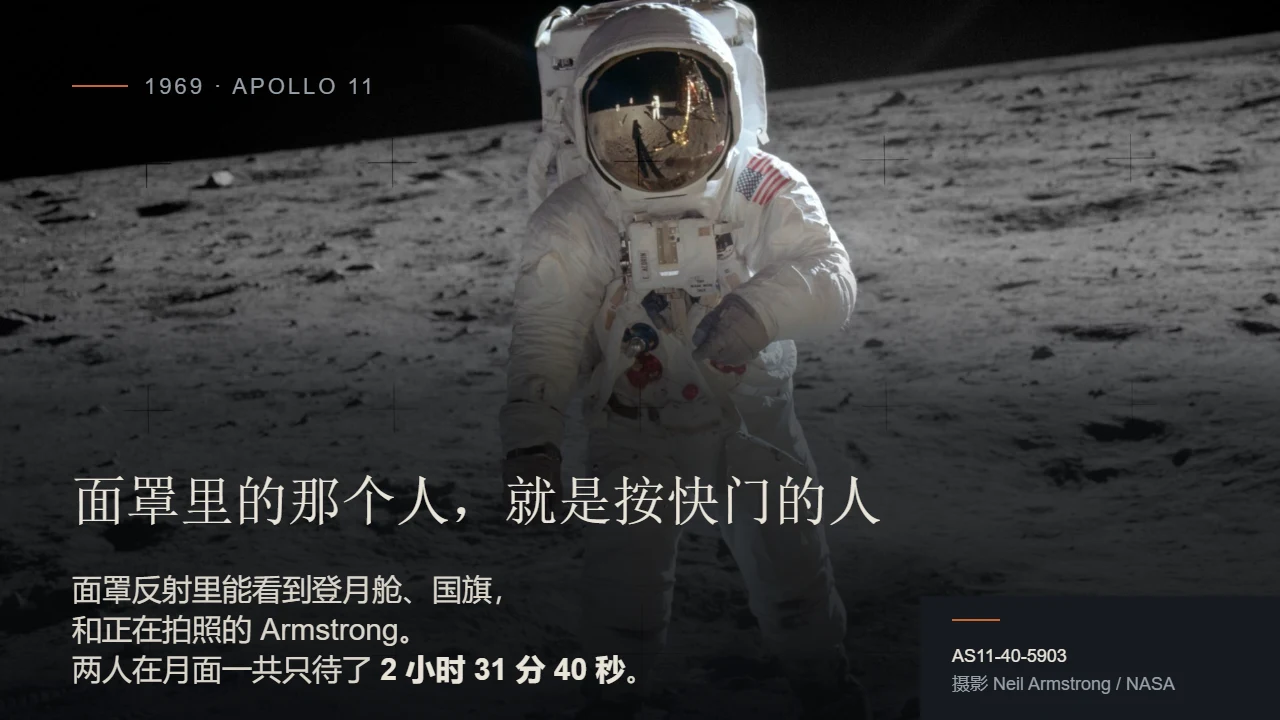 1969 · APOLLO 11
面罩里的那个人，就是按快门的人
面罩反射里能看到登月舱、国旗，
和正在拍照的 Armstrong。
两人在月面一共只待了 2 小时 31 分 40 秒。
AS11-40-5903
摄影 Neil Armstrong / NASA